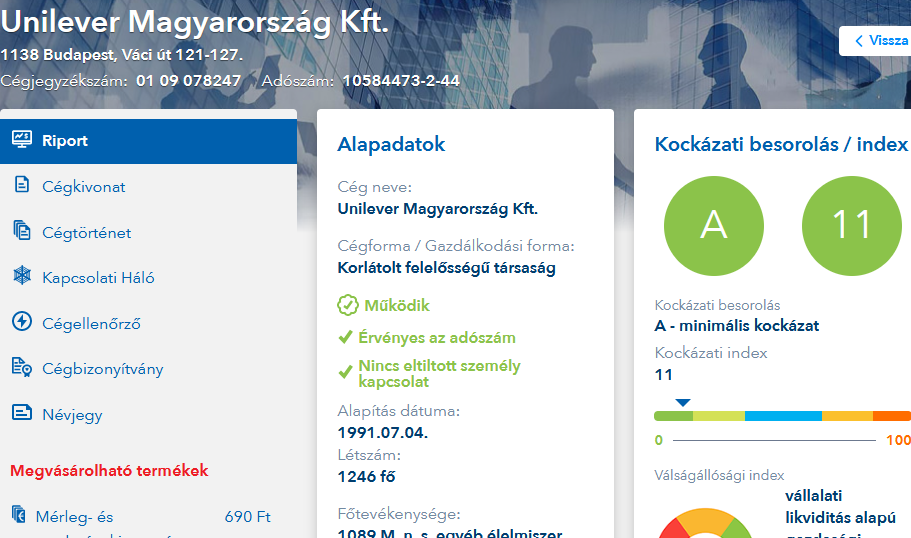 Unilever Magyarország Kft.
1138 Budapest, Váci út 121-127.
Cégjegyzékszám: 01 09 078247 / Adószám: 10584473-2-44
Vissza
Riport
Cégkivonat
Cégtörténet
Kapcsolati Háló
Cégellenőrző
Cégbizonyítvány
Névjegy
Megvásárolható termékek
Mérleg- és 690 Ft
Alapadatok
Cég neve:
Unilever Magyarország Kft.
Cégforma / Gazdálkodási forma:
Korlátolt felelősségű társaság
Működik
Érvényes az adószám
Nincs eltiltott személy
kapcsolat
Alapítás dátuma:
1991.07.04.
Létszám:
1246 fő
Főtevékenysége:
1089 M. n. s. egyéb élelmiszer
Kockázati besorolás / index
A
11
Kockázati besorolás
A - minimális kockázat
Kockázati index
11
0 100
Válságállósági index
vállalati
likviditás alapú
gazdasági